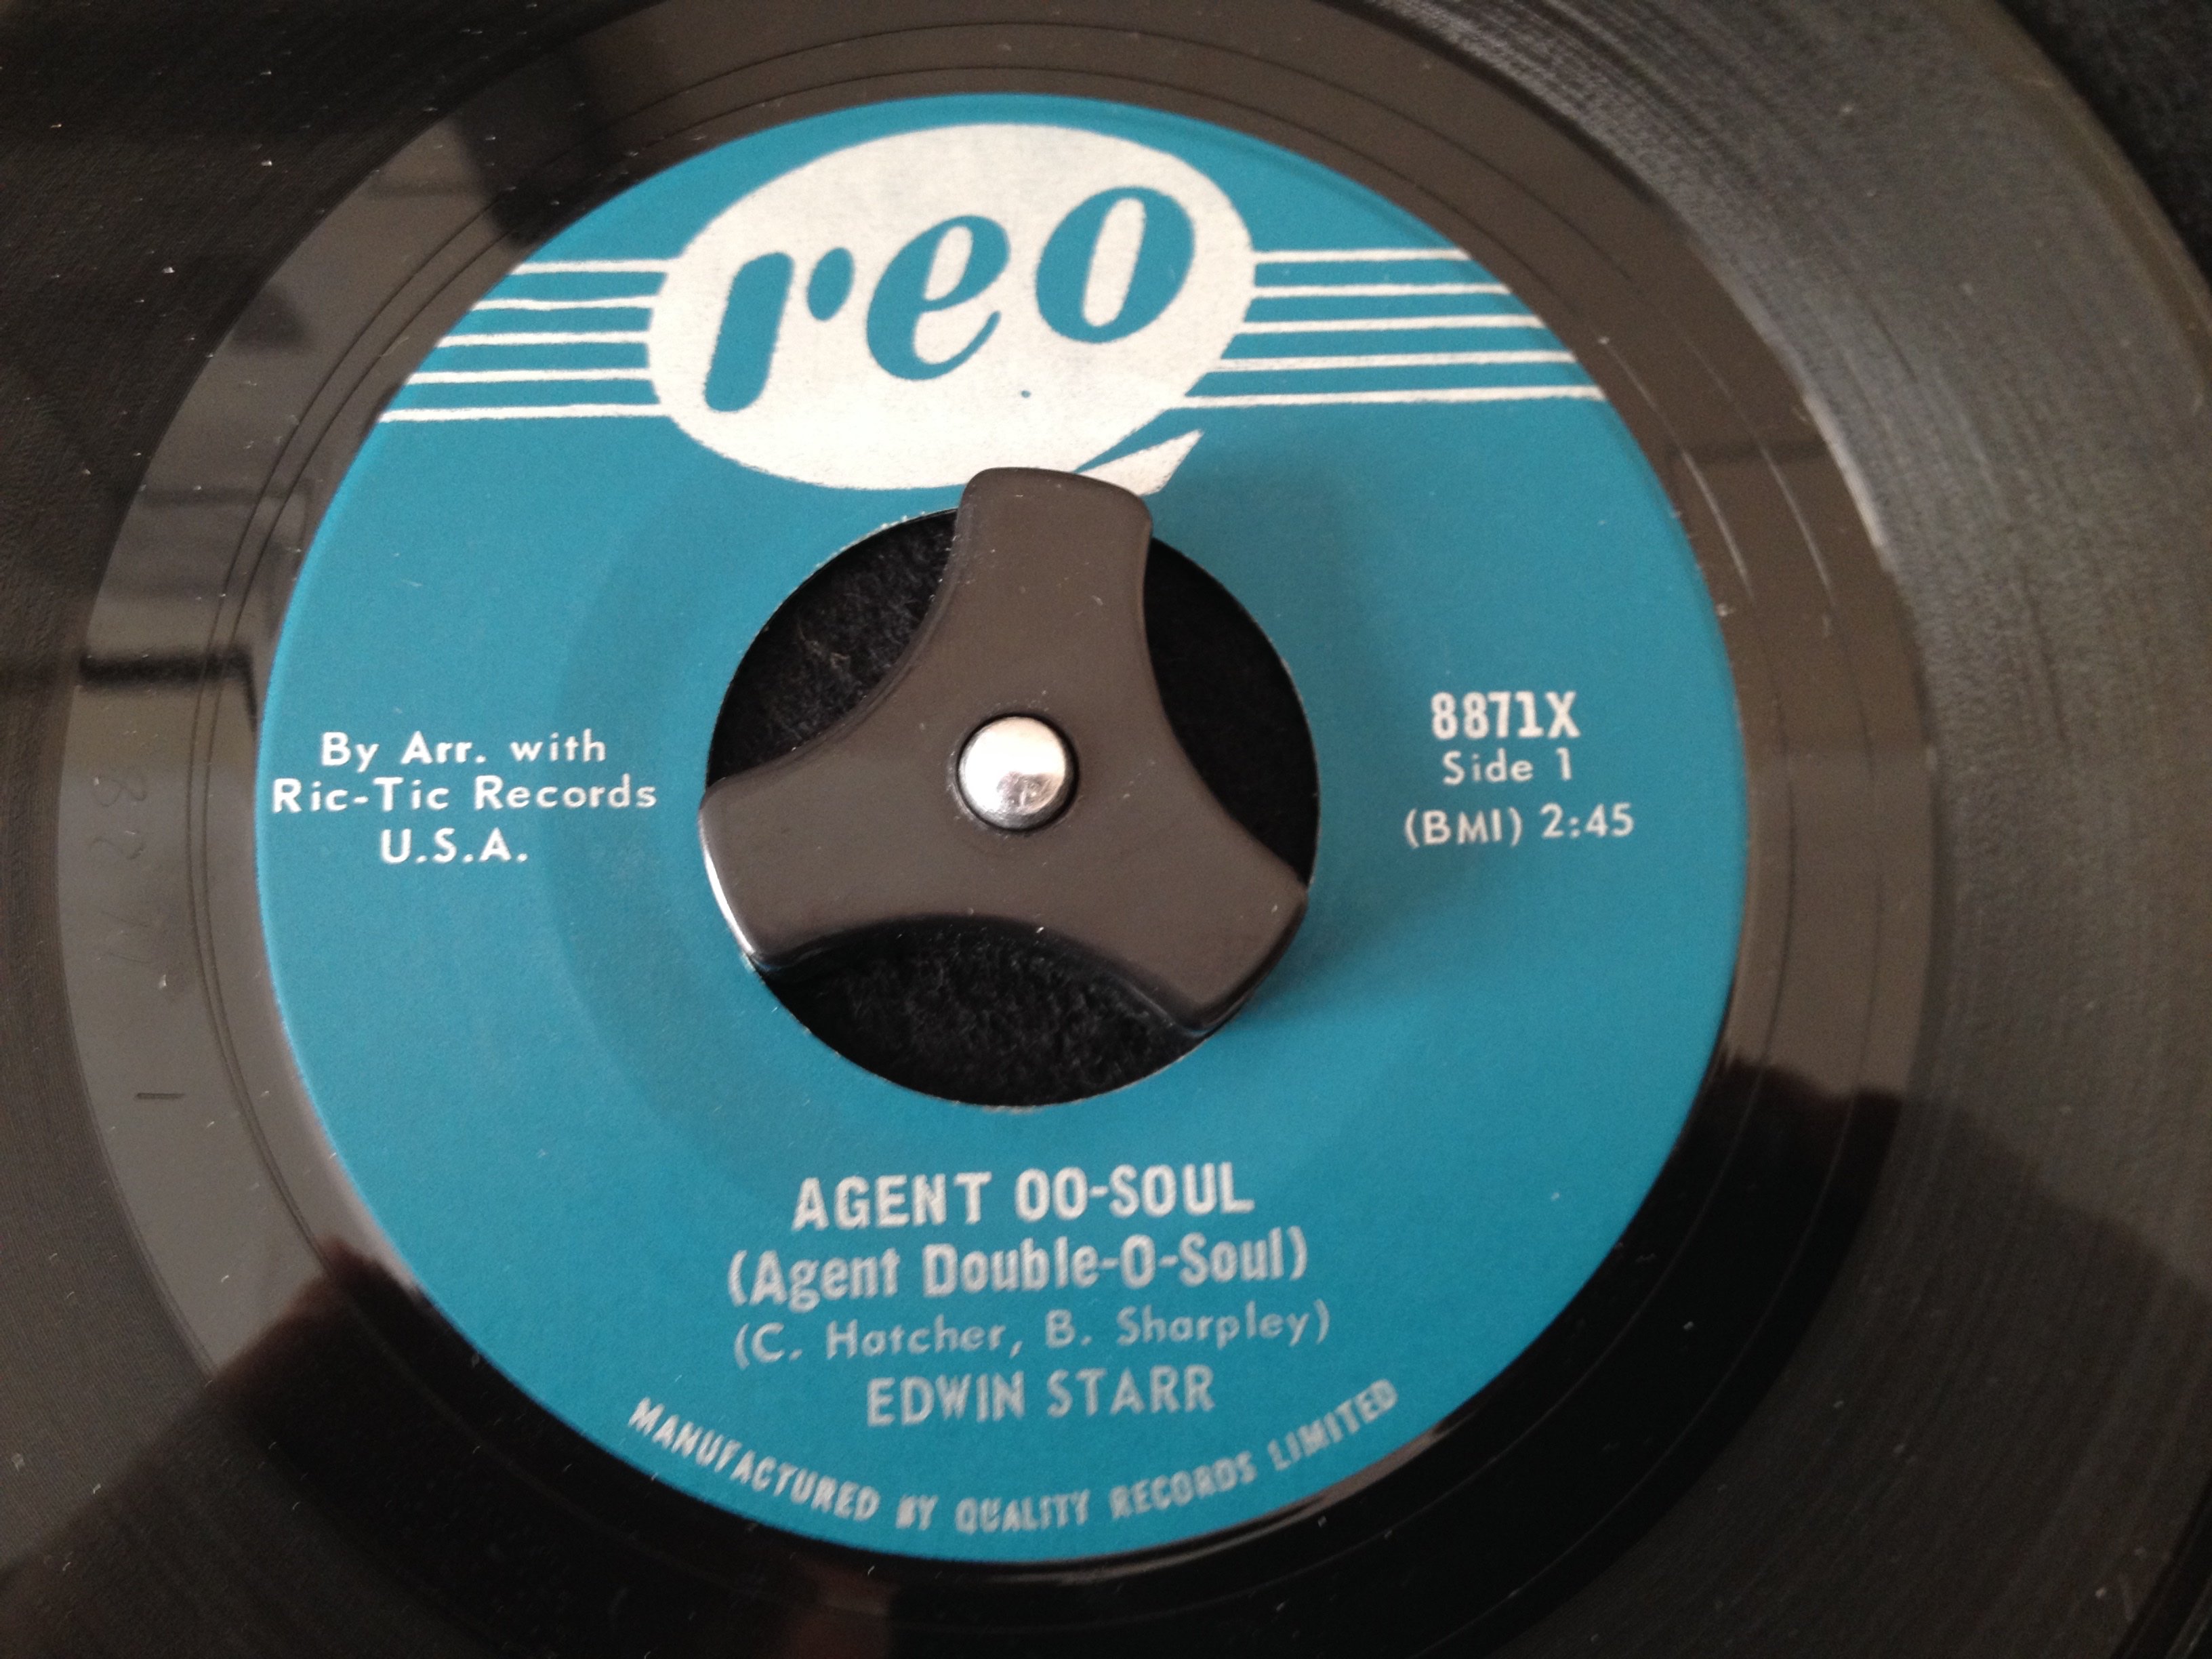 reo
By Arr. with
Ric-Tic Records
U.S.A.
8871X
Side 1
(BMI) 2:45
AGENT OO-SOUL
(Agent Double-O-Soul)
(C. Hatcher, B. Sharpley)
EDWIN STARR
MANUFACTURED BY QUALITY RECORDS LIMITED